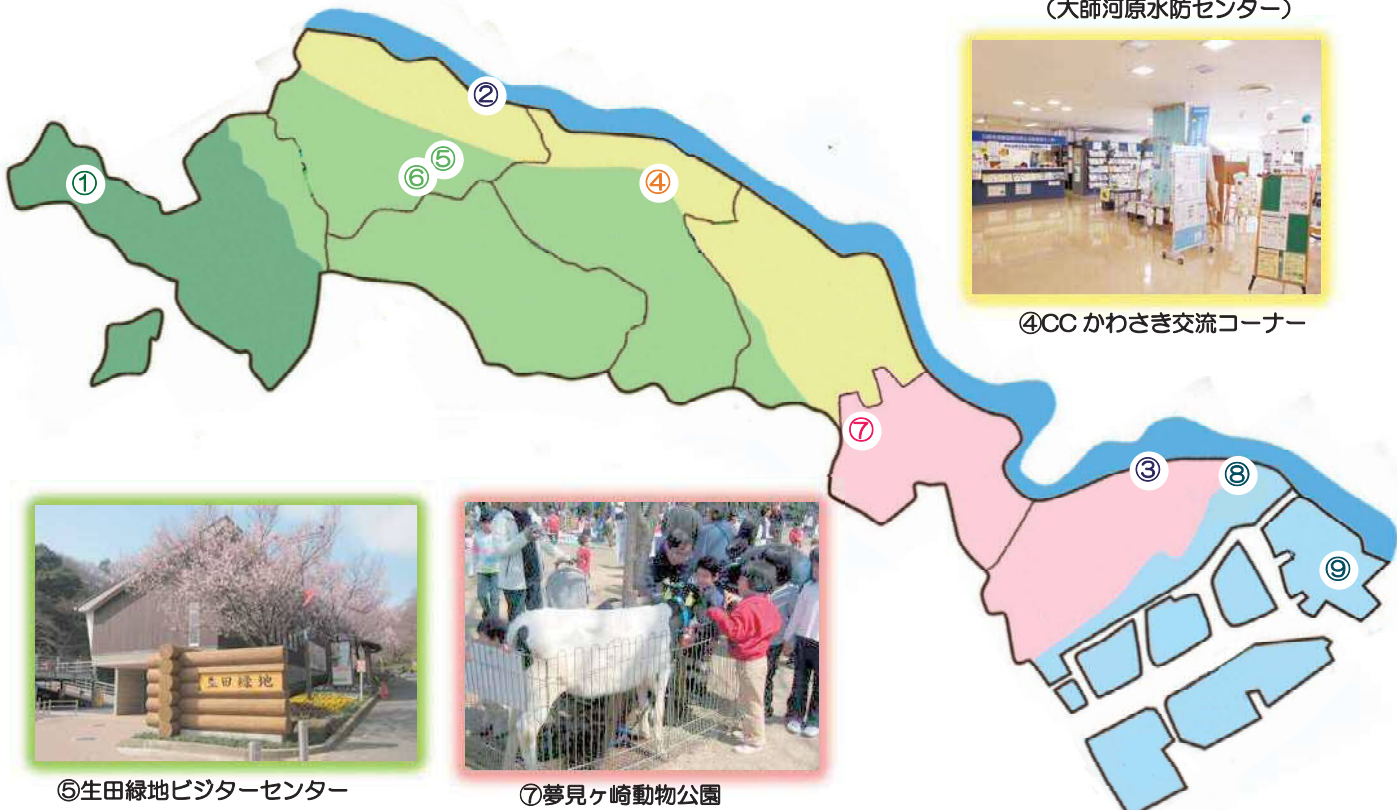 (大師河原水防センター)
②
⑤
⑥
④
①
④CC かわさき交流コーナー
⑦
③
⑧
⑨
生田緑地
⑤生田緑地ビジターセンター
⑦夢見ヶ崎動物公園